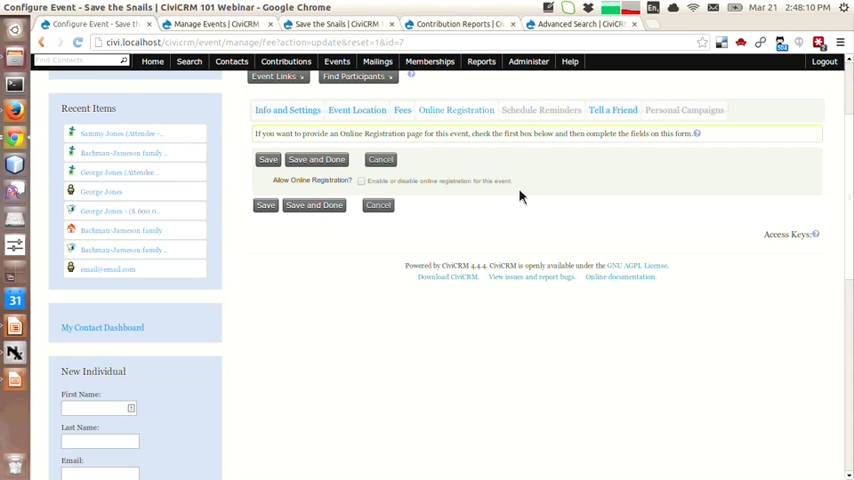 Configure Event - Save the Snails | CiviCRM 101 Webinar - Google Chrome
En
Mar 21 2:48:10 PM
Configure Event - Save the
Manage Events | CiviCRM
Save the Snails | CiviCRM 1
Contribution Reports | Civ
Advanced Search | CiviCRM
civi.localhost/civicrm/event/manage/fee?action=update&reset=1&id=7
Find Contacts
Home Search Contributions Events Mailings Memberships Reports Administer Help Logout
Event Links Find Participants
Recent Items
Sammy Jones (Attendee -..
Bachman-Jameson family ..
George Jones (Attendee ..
George Jones
George Jones - ($ 600.0..
Bachman-Jameson family
Bachman-Jameson family ..
email@email.com
My Contact Dashboard
New Individual
First Name:
Last Name:
Email:
Info and Settings Event Location Fees Online Registration Schedule Reminders Tell a Friend Personal Campaigns
If you want to provide an Online Registration page for this event, check the first box below and then complete the fields on this form.
Save Save and Done Cancel
Allow Online Registration? Enable or disable online registration for this event.
Save Save and Done Cancel
Access Keys:
Powered by CiviCRM 4.4.4. CiviCRM is openly available under the GNU AGPL License.
Download CiviCRM. View issues and report bugs. Online documentation.
31